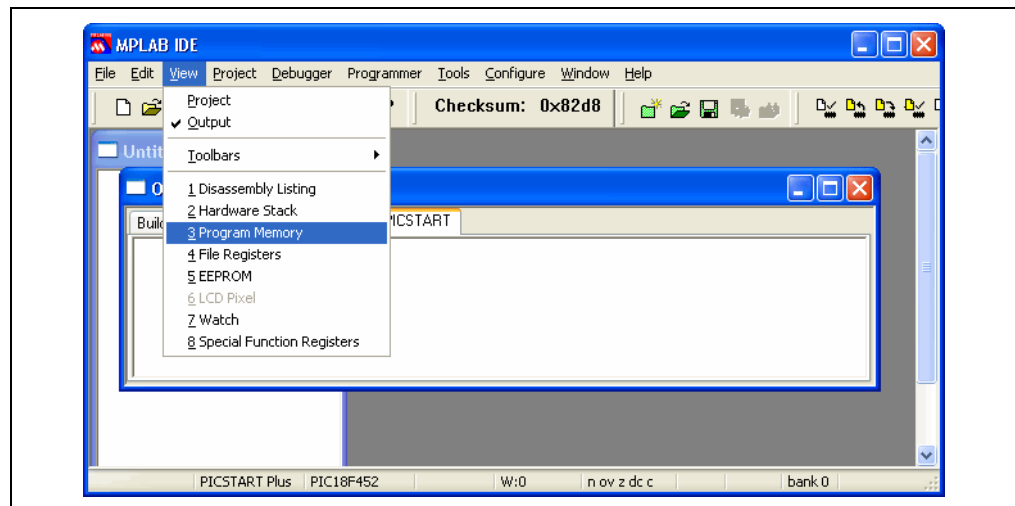 MPLAB IDE
File Edit View Project Debugger Programmer Tools Configure Window Help
Checksum: 0x82d8
Project
Output
Toolbars
1 Disassembly Listing
2 Hardware Stack
3 Program Memory
4 File Registers
5 EEPROM
6 LCD Pixel
7 Watch
8 Special Function Registers
Untit
O
Build
PICSTART
PICSTART Plus PIC18F452 W:0 n ov z dc c bank 0